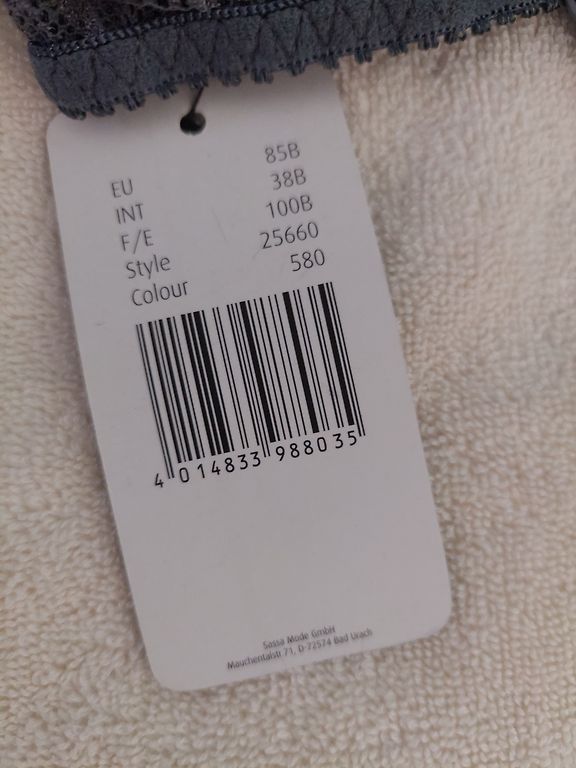 EU 85B
INT 38B
F/E 100B
Style 25660
Colour 580
4 014833 988035
Sassa Mode GmbH
Mauchentalstr.71, D-72574 Bad Urach